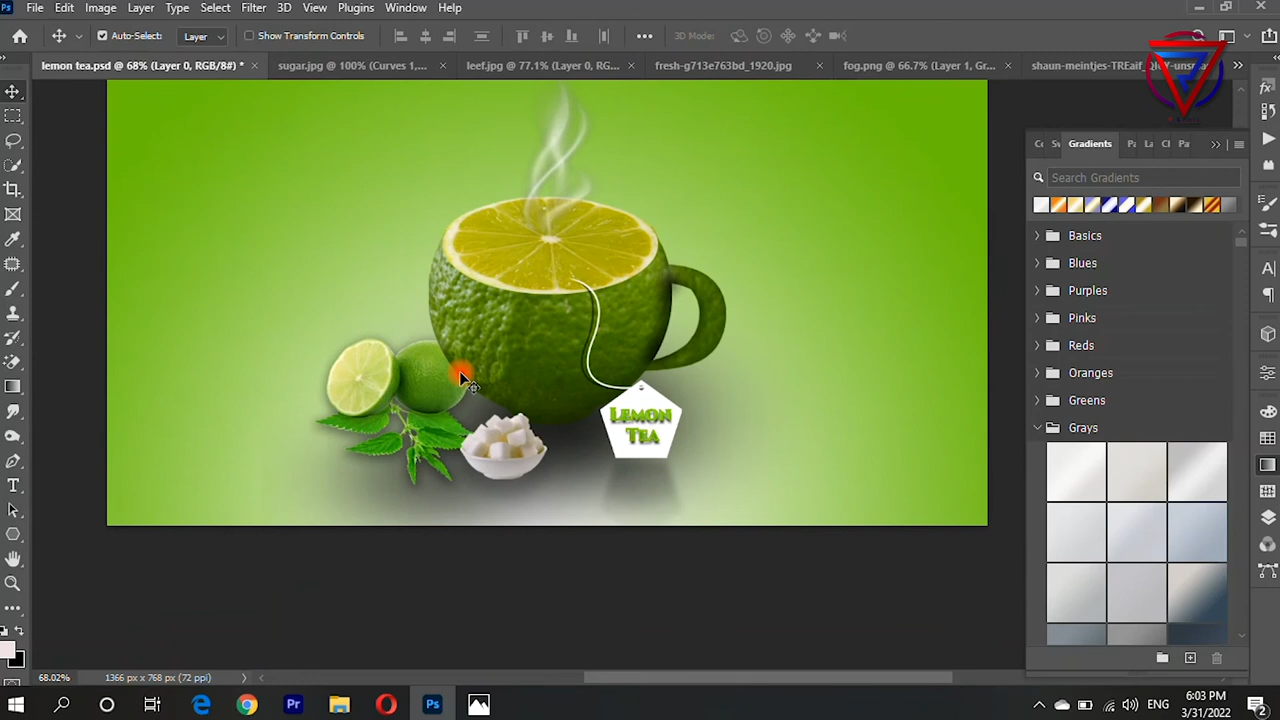 File Edit Image Layer Type Select Filter 3D View Plugins Window Help
Auto-Select: Layer Show Transform Controls 3D Mode:
lemon tea.psd @ 68% (Layer 0, RGB/8#) * sugar.jpg @ 100% (Curves 1,... eef.jpg @ 77.1% (Layer 0, RG... fresh-g713e763bd_1920.jpg fog.png @ 66.7% (Layer 1, Gr...
Gradients
Search Gradients
Basics
Blues
Purples
Pinks
Reds
Oranges
Greens
Grays
LEMON
TEA
68.02% 1366 px x 768 px (72 ppi)
ENG
6:03 PM
3/31/2022